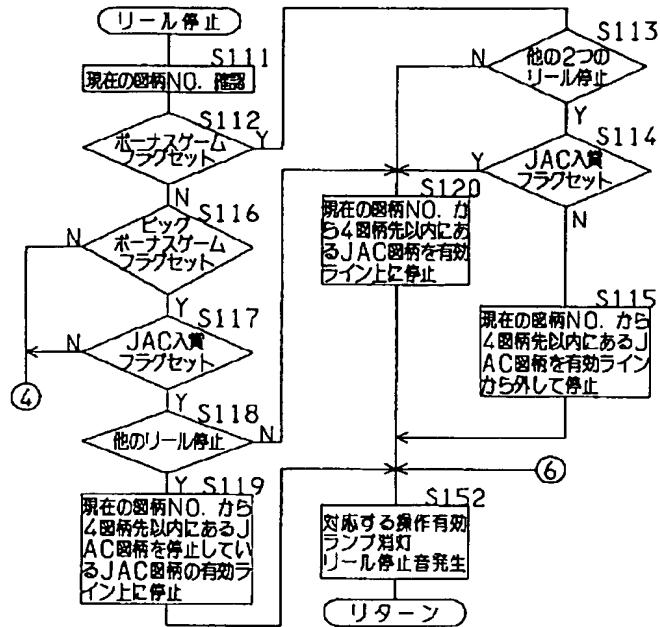 リール停止
S111
現在の図柄NO. 確認
S112
ボーナスゲーム
フラグセット
Y
N
S116
ビッグ
ボーナスゲーム
フラグセット
N
Y
S117
JAC入賞
フラグセット
N
Y
④
S118
他のリール停止
N
Y
S119
現在の図柄NO. から
4図柄先以内にあるJ
AC図柄を停止してい
るJAC図柄の有効ラ
イン上に停止
S113
他の2つの
リール停止
N
Y
S114
JAC入賞
フラグセット
Y
N
S120
現在の図柄NO. か
ら4図柄先以内にあ
るJAC図柄を有効
ライン上に停止
S115
現在の図柄NO. から
4図柄先以内にあるJ
AC図柄を有効ライン
から外して停止
⑥
S152
対応する操作有効
ランプ消灯
リール停止音発生
リターン